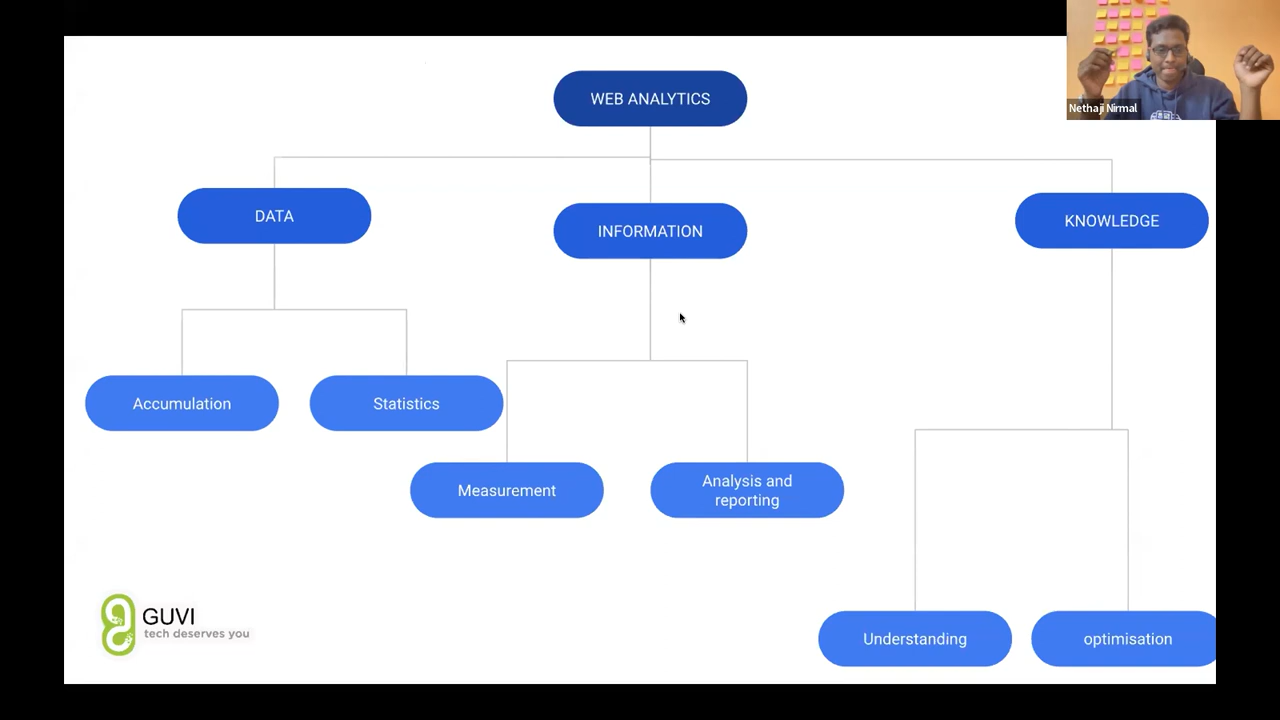 Nethaji Nirmal
WEB ANALYTICS
DATA
INFORMATION
KNOWLEDGE
Accumulation
Statistics
Measurement
Analysis and
reporting
Understanding
optimisation
GUVI
tech deserves you